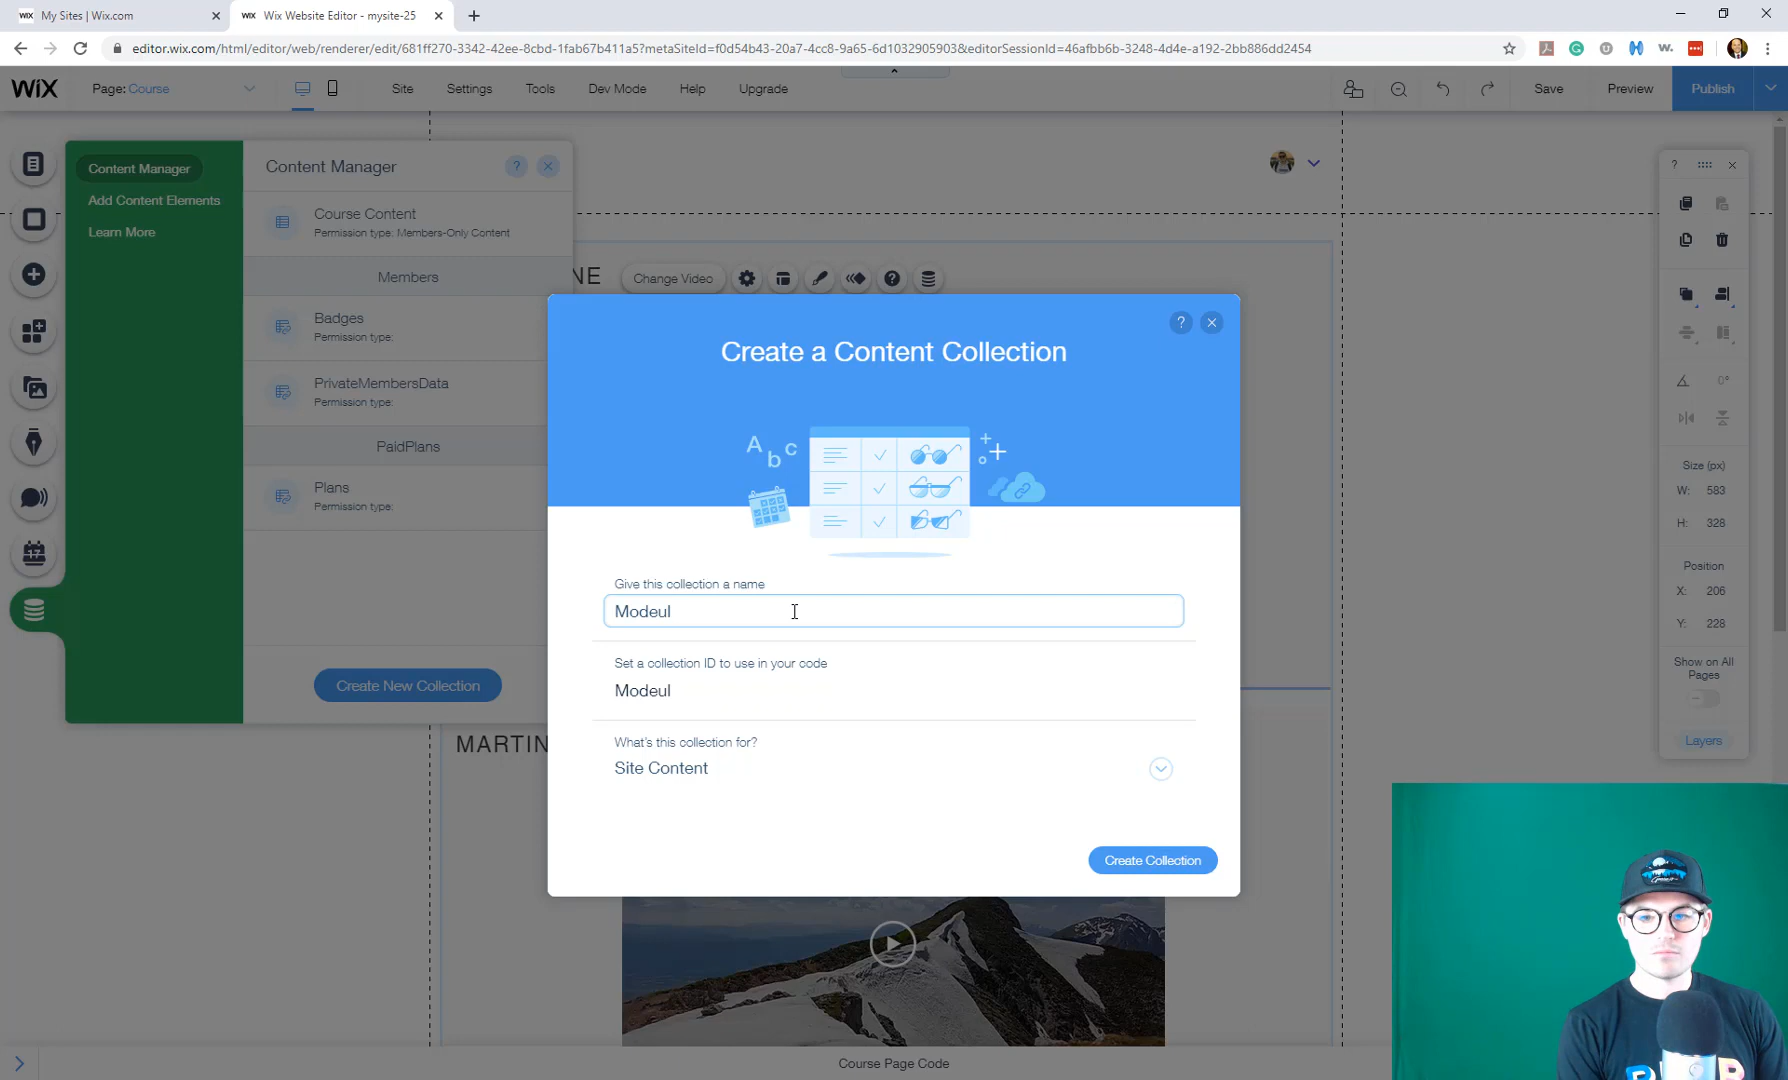 WiX My Sites | Wix.com
WiX Wix Website Editor - mysite-25
editor.wix.com/html/editor/web/renderer/edit/681ff270-3342-42ee-8cbd-1fab67b411a5?metaSiteId=f0d54b43-20a7-4cc8-9a65-6d1032905903&editorSessionId=46afbb6b-3248-4d4e-a192-2bb886dd2454
WiX Page: Course Site Settings Tools Dev Mode Help Upgrade Save Preview Publish
Content Manager
Add Content Elements
Learn More
Content Manager ?
Course Content
Permission type: Members-Only Content
Members
Badges
Permission type:
PrivateMembersData
Permission type:
PaidPlans
Plans
Permission type:
Create New Collection
NE Change Video ?
MARTIN
?
Create a Content Collection
A b c
Give this collection a name
Modeul
Set a collection ID to use in your code
Modeul
What's this collection for?
Site Content
Create Collection
?
0°
Size (px)
W: 583
H: 328
Position
X: 206
Y: 228
Show on All
Pages
Layers
17
Course Page Code